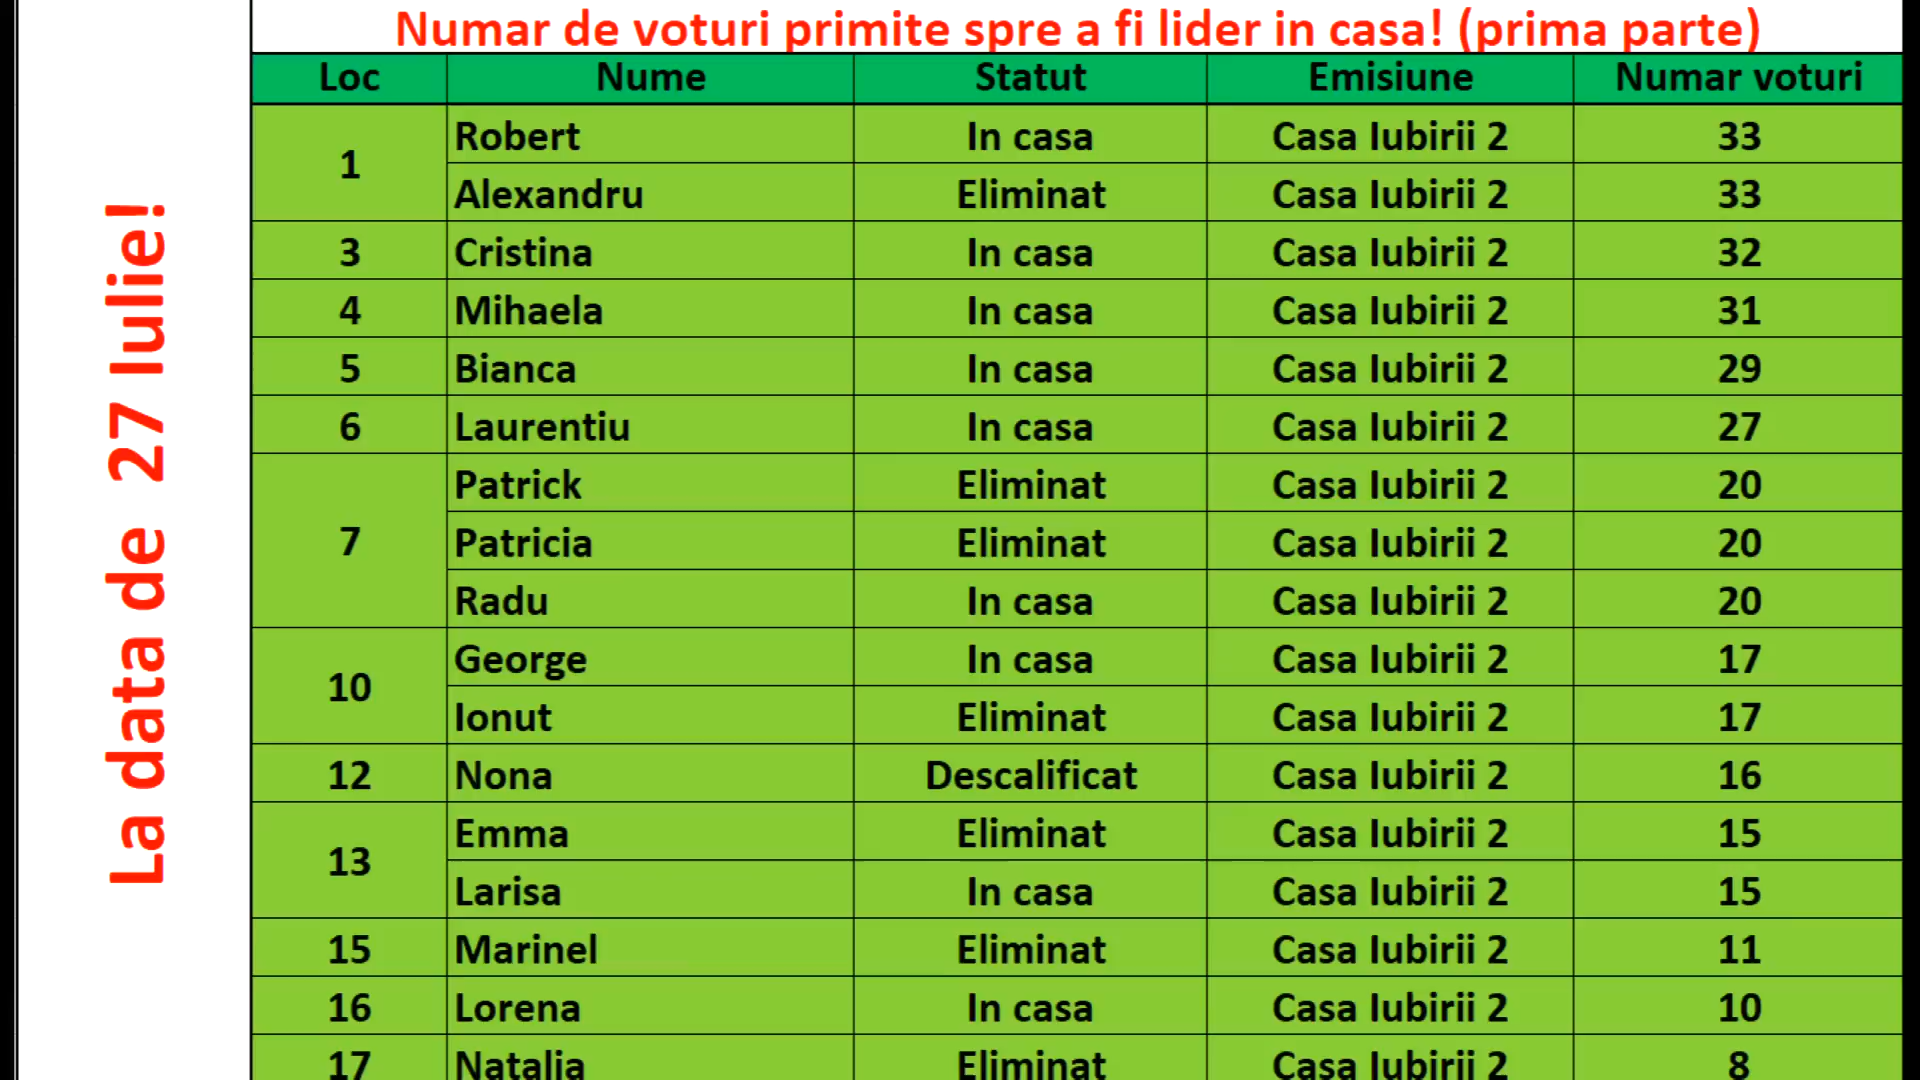 Numar de voturi primite spre a fi lider in casa! (prima parte)
La data de 27 Iulie!
Loc Nume Statut Emisiune Numar voturi
1 Robert In casa Casa Iubirii 2 33
Alexandru Eliminat Casa Iubirii 2 33
3 Cristina In casa Casa Iubirii 2 32
4 Mihaela In casa Casa Iubirii 2 31
5 Bianca In casa Casa Iubirii 2 29
6 Laurentiu In casa Casa Iubirii 2 27
7 Patrick Eliminat Casa Iubirii 2 20
Patricia Eliminat Casa Iubirii 2 20
Radu In casa Casa Iubirii 2 20
10 George In casa Casa Iubirii 2 17
Ionut Eliminat Casa Iubirii 2 17
12 Nona Descalificat Casa Iubirii 2 16
13 Emma Eliminat Casa Iubirii 2 15
Larisa In casa Casa Iubirii 2 15
15 Marinel Eliminat Casa Iubirii 2 11
16 Lorena In casa Casa Iubirii 2 10
17 Natalia Eliminat Casa Iubirii 2 8